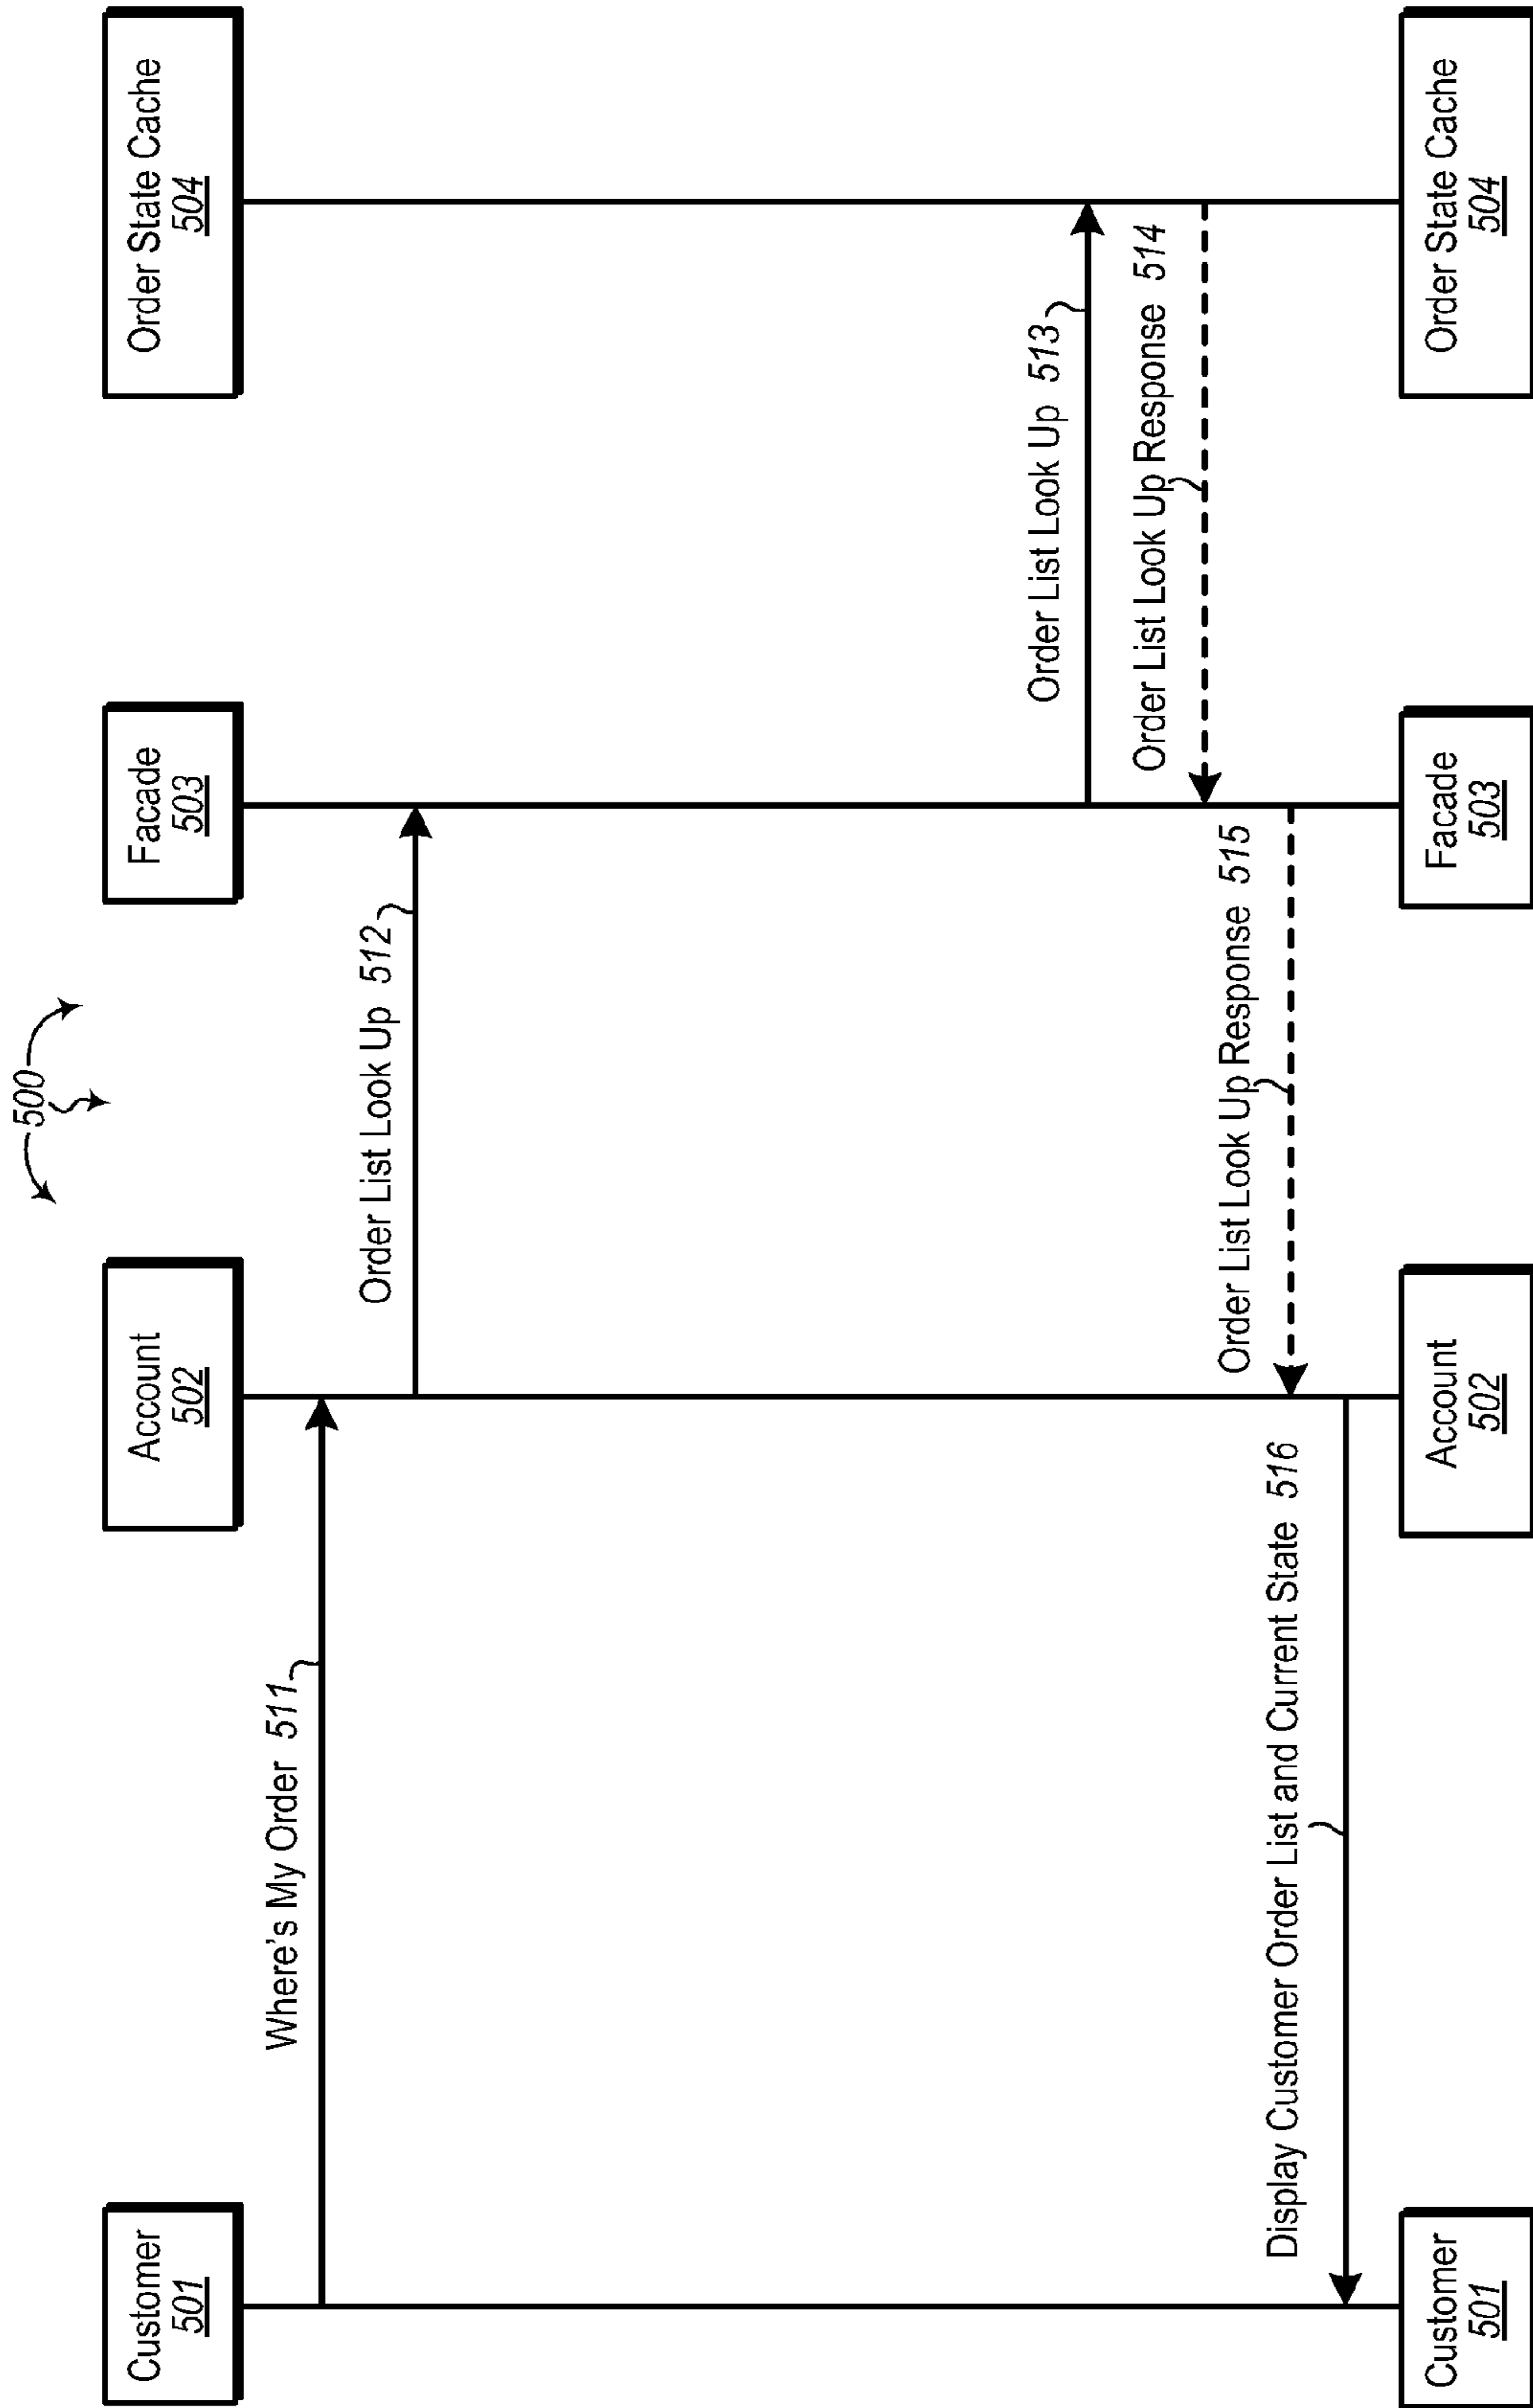 500
Customer
501
Account
502
Facade
503
Order State Cache
504
Where's My Order 511
Order List Look Up 512
Order List Look Up 513
Order List Look Up Response 514
Order List Look Up Response 515
Display Customer Order List and Current State 516
Customer
501
Account
502
Facade
503
Order State Cache
504